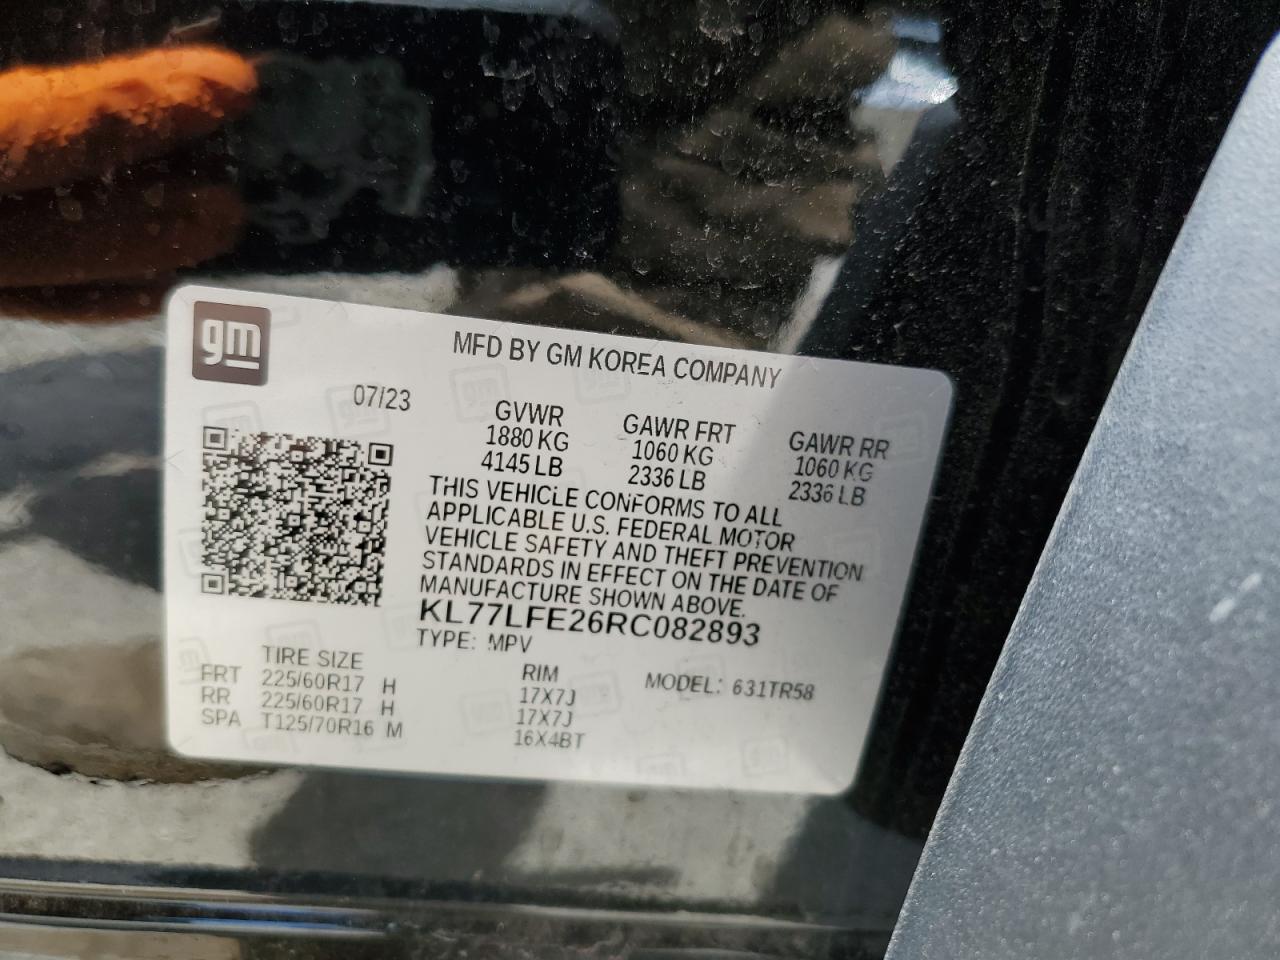 gm
MFD BY GM KOREA COMPANY
07/23
GVWR GAWR FRT GAWR RR
1880 KG 1060 KG 1060 KG
4145 LB 2336 LB 2336 LB
THIS VEHICLE CONFORMS TO ALL
APPLICABLE U.S. FEDERAL MOTOR
VEHICLE SAFETY AND THEFT PREVENTION
STANDARDS IN EFFECT ON THE DATE OF
MANUFACTURE SHOWN ABOVE.
KL77LFE26RC082893
TYPE: MPV
TIRE SIZE RIM MODEL: 631TR58
FRT 225/60R17 H 17X7J
RR 225/60R17 H 17X7J
SPA T125/70R16 M 16X4BT